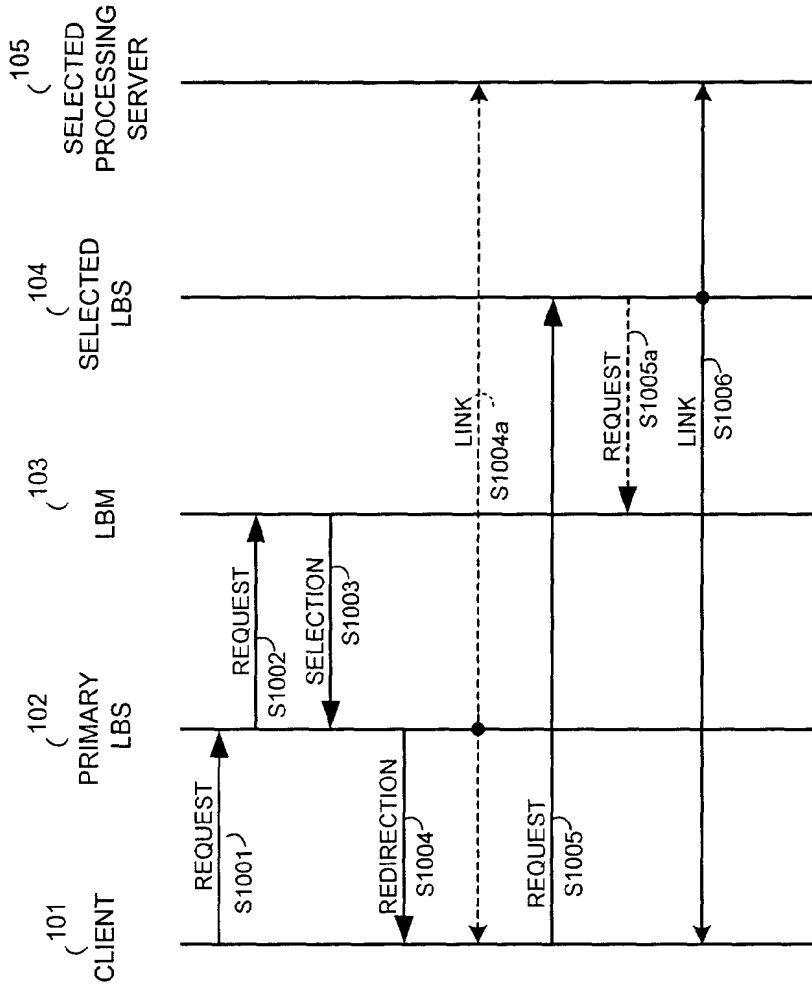 101
CLIENT
102
PRIMARY
LBS
103
LBM
104
SELECTED
LBS
105
SELECTED
PROCESSING
SERVER
REQUEST
S1001
REQUEST
S1002
SELECTION
S1003
REDIRECTION
S1004
LINK
S1004a
REQUEST
S1005
REQUEST
S1005a
LINK
S1006